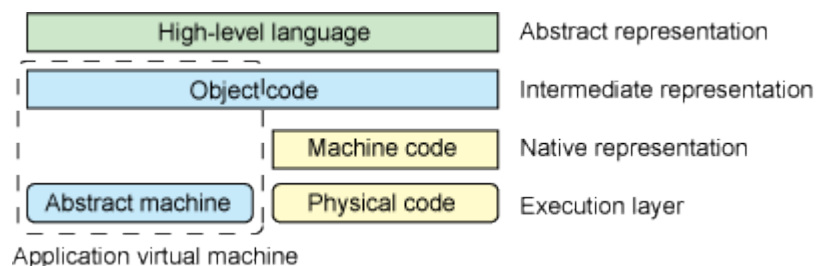 High-level language Abstract representation
Object code Intermediate representation
Machine code Native representation
Abstract machine Physical code Execution layer
Application virtual machine